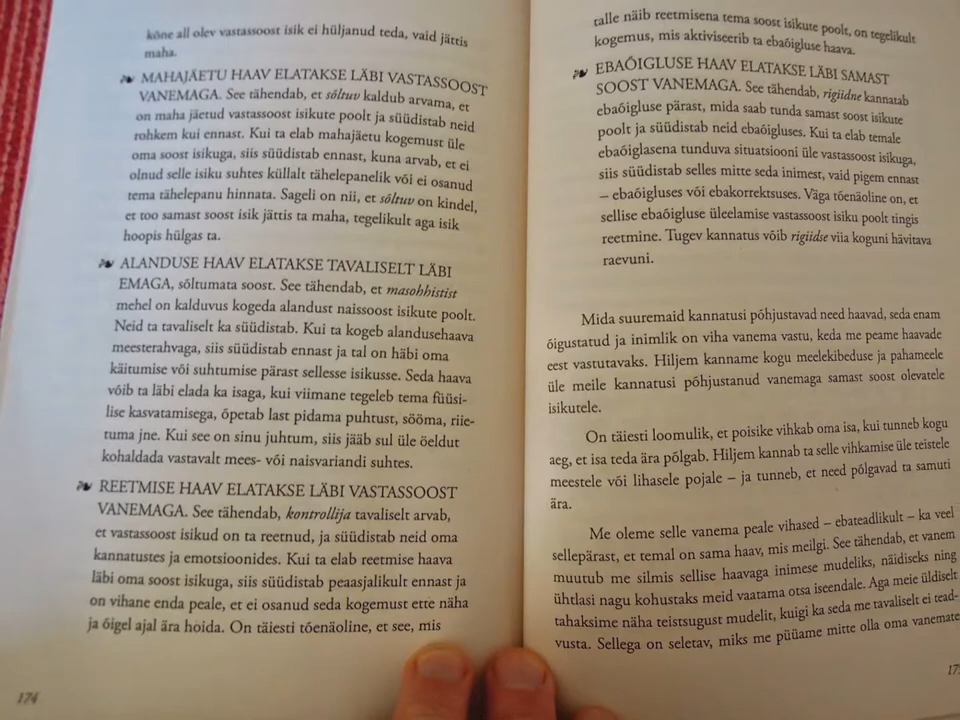 kõne all olev vastassoost isik ei hüljanud teda, vaid jättis
maha.
MAHAJÄETU HAAV ELATAKSE LÄBI VASTASSOOST
VANEMAGA. See tähendab, et sõltuv kaldub arvama, et
on maha jäetud vastassoost isikute poolt ja süüdistab neid
rohkem kui ennast. Kui ta elab mahajäetu kogemust üle
oma soost isikuga, siis süüdistab ennast, kuna arvab, et ei
olnud selle isiku suhtes küllalt tähelepanelik või ei osanud
tema tähelepanu hinnata. Sageli on nii, et sõltuv on kindel,
et too samast soost isik jättis ta maha, tegelikult aga isik
hoopis hülgas ta.
ALANDUSE HAAV ELATAKSE TAVALISELT LÄBI
EMAGA, sõltumata soost. See tähendab, et masohhistist
mehel on kalduvus kogeda alandust naissoost isikute poolt.
Neid ta tavaliselt ka süüdistab. Kui ta kogeb alandusehaava
meesterahvaga, siis süüdistab ennast ja tal on häbi oma
käitumise või suhtumise pärast sellesse isikusse. Seda haava
võib ta läbi elada ka isaga, kui viimane tegeleb tema füüsi-
lise kasvatamisega, õpetab last pidama puhtust, sööma, riie-
tuma jne. Kui see on sinu juhtum, siis jääb sul üle öeldut
kohaldada vastavalt mees- või naisvariandi suhtes.
REETMISE HAAV ELATAKSE LÄBI VASTASSOOST
VANEMAGA. See tähendab, kontrollija tavaliselt arvab,
et vastassoost isikud on ta reetnud, ja süüdistab neid oma
kannatustes ja emotsioonides. Kui ta elab reetmise haava
läbi oma soost isikuga, siis süüdistab peaasjalikult ennast ja
on vihane enda peale, et ei osanud seda kogemust ette näha
ja õigel ajal ära hoida. On täiesti tõenäoline, et see, mis
174
talle näib reetmisena tema soost isikute poolt, on tegelikult
kogemus, mis aktiviseerib ta ebaõigluse haava.
EBAÕIGLUSE HAAV ELATAKSE LÄBI SAMAST
SOOST VANEMAGA. See tähendab, rigiidne kannatab
ebaõigluse pärast, mida saab tunda samast soost isikute
poolt ja süüdistab neid ebaõigluses. Kui ta elab temale
ebaõiglasena tunduva situatsiooni üle vastassoost isikuga,
siis süüdistab selles mitte seda inimest, vaid pigem ennast
– ebaõigluses või ebakorrektsuses. Väga tõenäoline on, et
sellise ebaõigluse üleelamise vastassoost isiku poolt tingis
reetmine. Tugev kannatus võib rigiidse viia koguni hävitava
raevuni.
Mida suuremaid kannatusi põhjustavad need haavad, seda enam
õigustatud ja inimlik on viha vanema vastu, keda me peame haavade
eest vastutavaks. Hiljem kanname kogu meelekibeduse ja pahameele
üle meile kannatusi põhjustanud vanemaga samast soost olevatele
isikutele.
On täiesti loomulik, et poisike vihkab oma isa, kui tunneb kogu
aeg, et isa teda ära põlgab. Hiljem kannab ta selle vihkamise üle teistele
meestele või lihasele pojale – ja tunneb, et need põlgavad ta samuti
ära.
Me oleme selle vanema peale vihased – ebateadlikult – ka veel
sellepärast, et temal on sama haav, mis meilgi. See tähendab, et vanem
muutub me silmis sellise haavaga inimese mudeliks, näidiseks ning
ühtlasi nagu kohustaks meid vaatama otsa iseendale. Aga meie üldiselt
tahaksime näha teistsugust mudelit, kuigi ka seda me tavaliselt ei tead-
vusta. Sellega on seletav, miks me püüame mitte olla oma vanemate